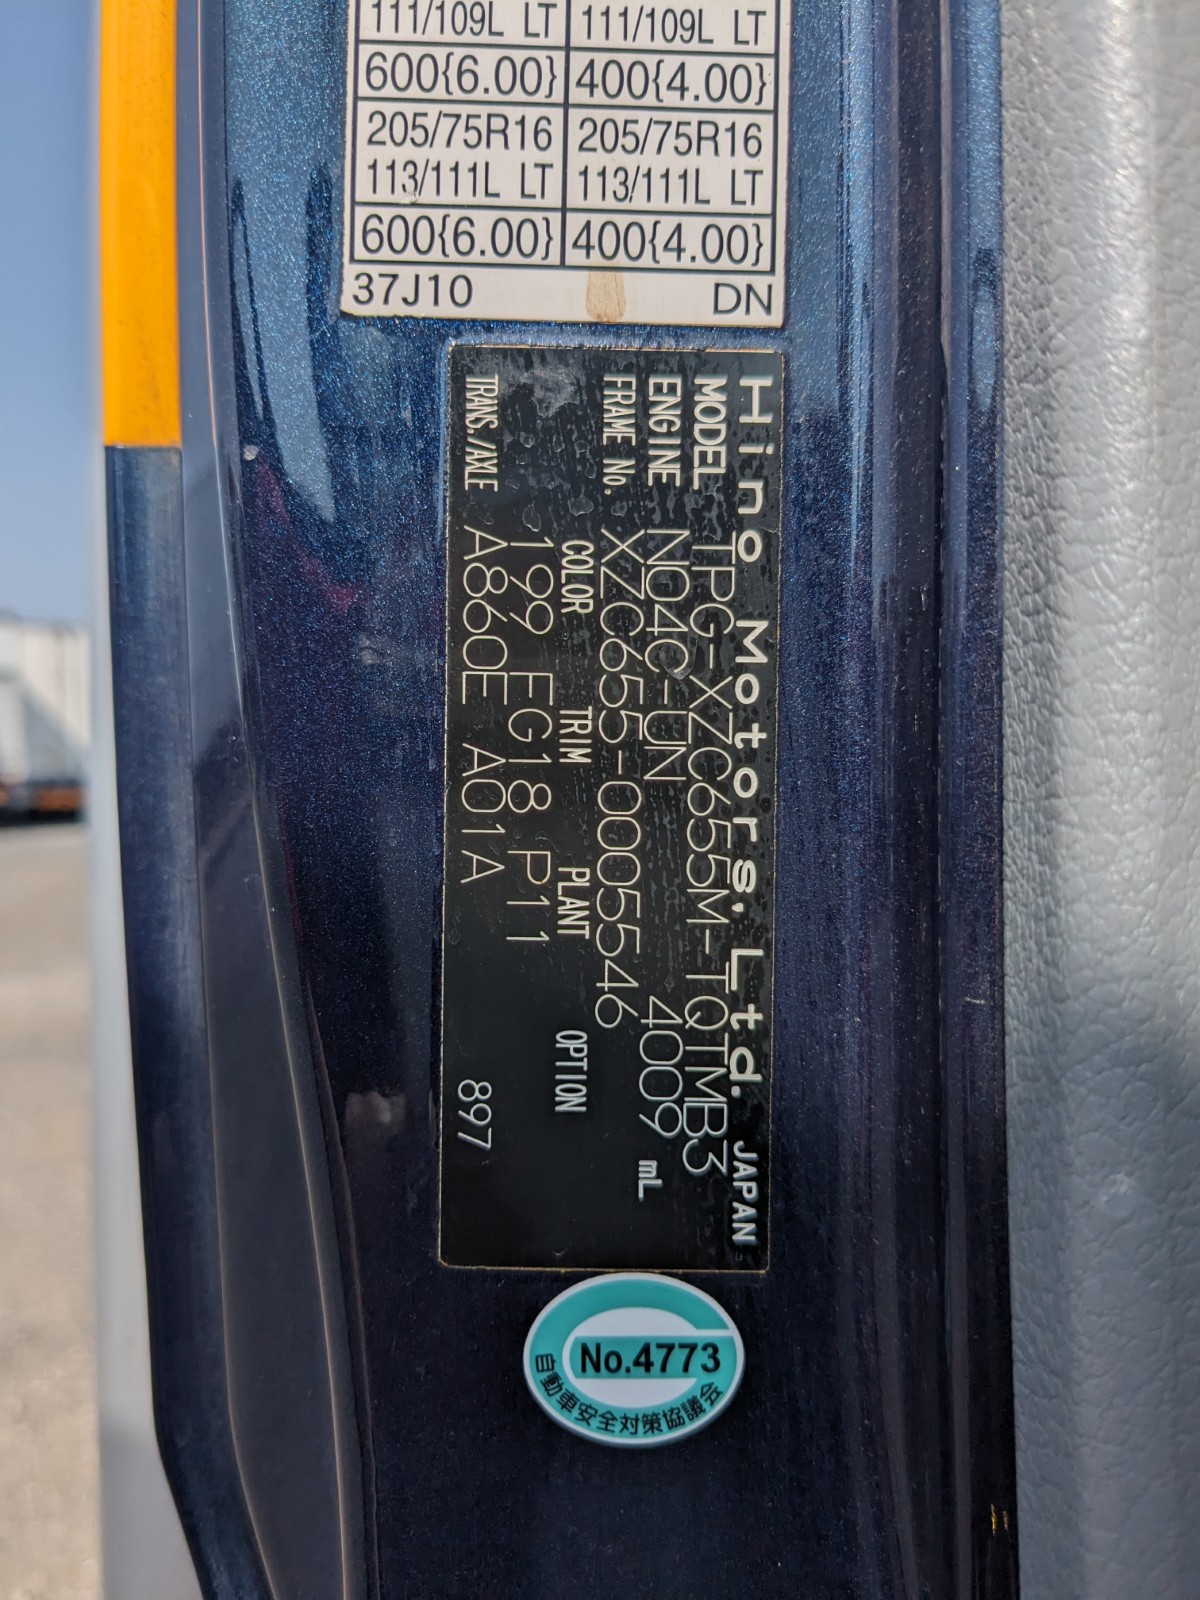 111/109L LT 111/109L LT
600{6.00} 400{4.00}
205/75R16 205/75R16
113/111L LT 113/111L LT
600{6.00} 400{4.00}
37J10 DN
Hino Motors, Ltd. JAPAN
MODEL TPG-XZC655M-TQTMB3
ENGINE N04C-UN 4009 mL
FRAME No. XZC655-0005546
COLOR TRIM PLANT OPTION
199 EG18 P11
TRANS./AXLE A860E A01A 897
No.4773
自動車安全対策協議会